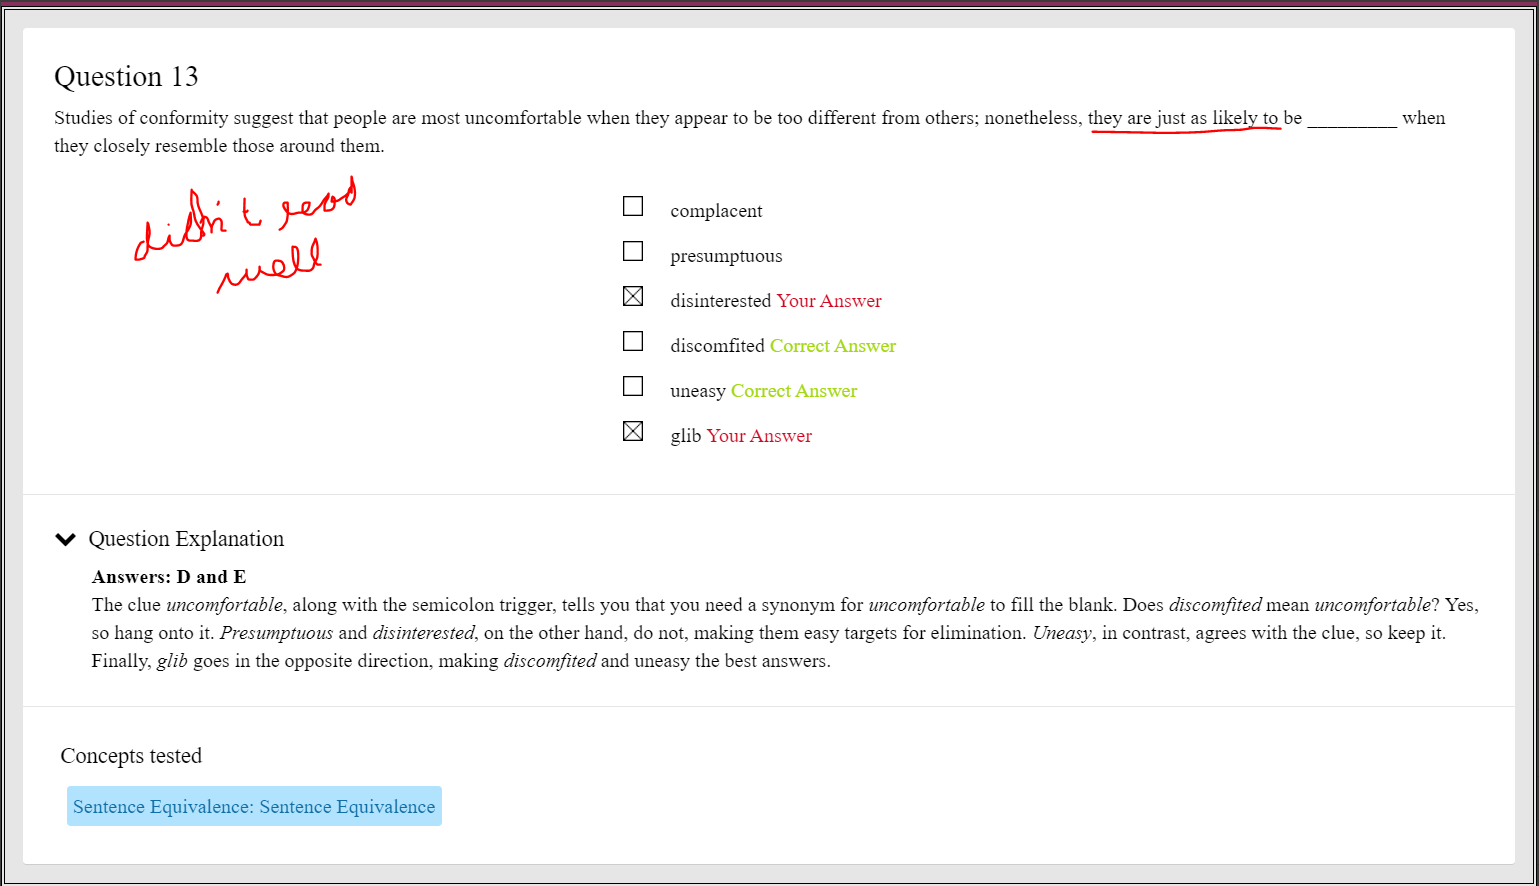 Question 13
Studies of conformity suggest that people are most uncomfortable when they appear to be too different from others; nonetheless, they are just as likely to be _________ when
they closely resemble those around them.
didn't read
well
complacent
presumptuous
disinterested Your Answer
discomfited Correct Answer
uneasy Correct Answer
glib Your Answer
Question Explanation
Answers: D and E
The clue uncomfortable, along with the semicolon trigger, tells you that you need a synonym for uncomfortable to fill the blank. Does discomfited mean uncomfortable? Yes,
so hang onto it. Presumptuous and disinterested, on the other hand, do not, making them easy targets for elimination. Uneasy, in contrast, agrees with the clue, so keep it.
Finally, glib goes in the opposite direction, making discomfited and uneasy the best answers.
Concepts tested
Sentence Equivalence: Sentence Equivalence